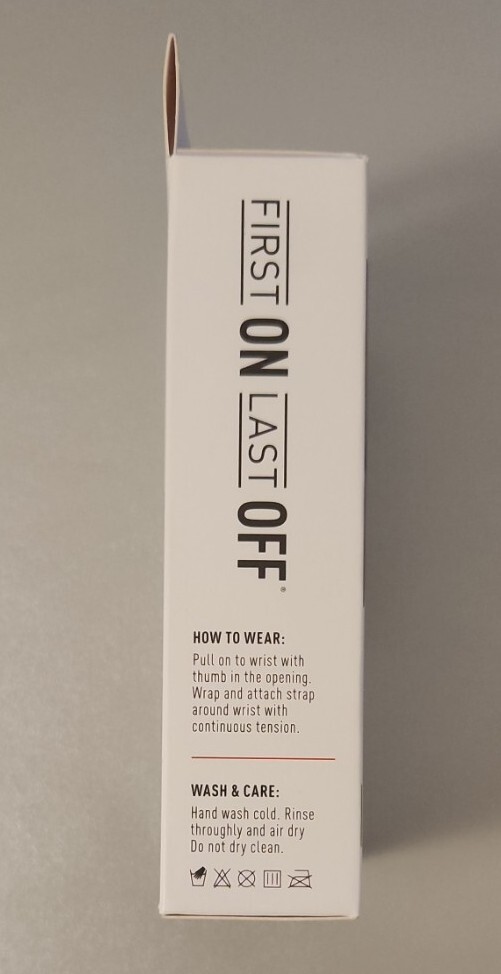 FIRST ON LAST OFF®
HOW TO WEAR:
Pull on to wrist with
thumb in the opening.
Wrap and attach strap
around wrist with
continuous tension.
WASH & CARE:
Hand wash cold. Rinse
throughly and air dry
Do not dry clean.